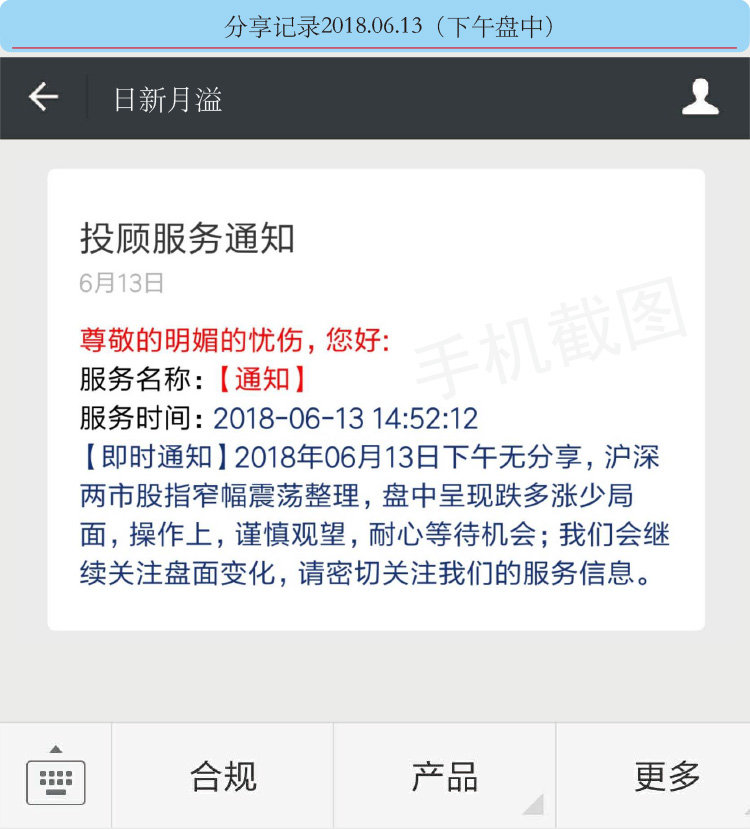 分享记录2018.06.13（下午盘中）
日新月溢
投顾服务通知
6月13日
手机截图
尊敬的明媚的忧伤，您好:
服务名称：【通知】
服务时间：2018-06-13 14:52:12
【即时通知】2018年06月13日下午无分享，沪深
两市股指窄幅震荡整理，盘中呈现跌多涨少局
面，操作上，谨慎观望，耐心等待机会；我们会继
续关注盘面变化，请密切关注我们的服务信息。
合规
产品
更多